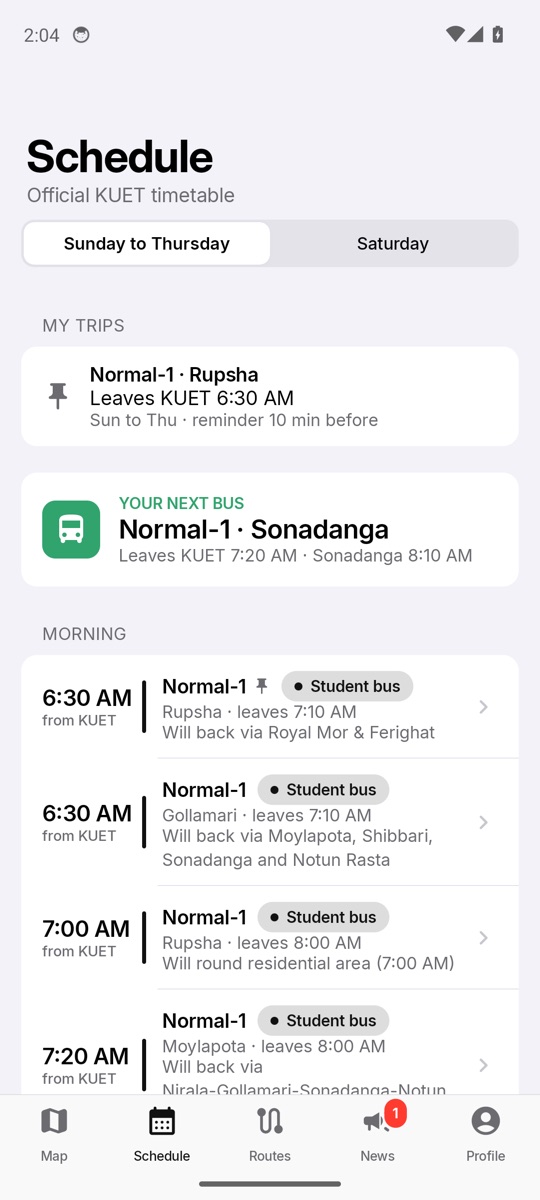 2:04
Schedule
Official KUET timetable
Sunday to Thursday
Saturday
MY TRIPS
Normal-1 · Rupsha
Leaves KUET 6:30 AM
Sun to Thu · reminder 10 min before
YOUR NEXT BUS
Normal-1 · Sonadanga
Leaves KUET 7:20 AM · Sonadanga 8:10 AM
MORNING
6:30 AM
from KUET
Normal-1
Student bus
Rupsha · leaves 7:10 AM
Will back via Royal Mor & Ferighat
6:30 AM
from KUET
Normal-1
Student bus
Gollamari · leaves 7:10 AM
Will back via Moylapota, Shibbari,
Sonadanga and Notun Rasta
7:00 AM
from KUET
Normal-1
Student bus
Rupsha · leaves 8:00 AM
Will round residential area (7:00 AM)
7:20 AM
from KUET
Normal-1
Student bus
Moylapota · leaves 8:00 AM
Will back via
Nirala-Gollamari-Sonadanga-Notun
Map
Schedule
Routes
1
News
Profile